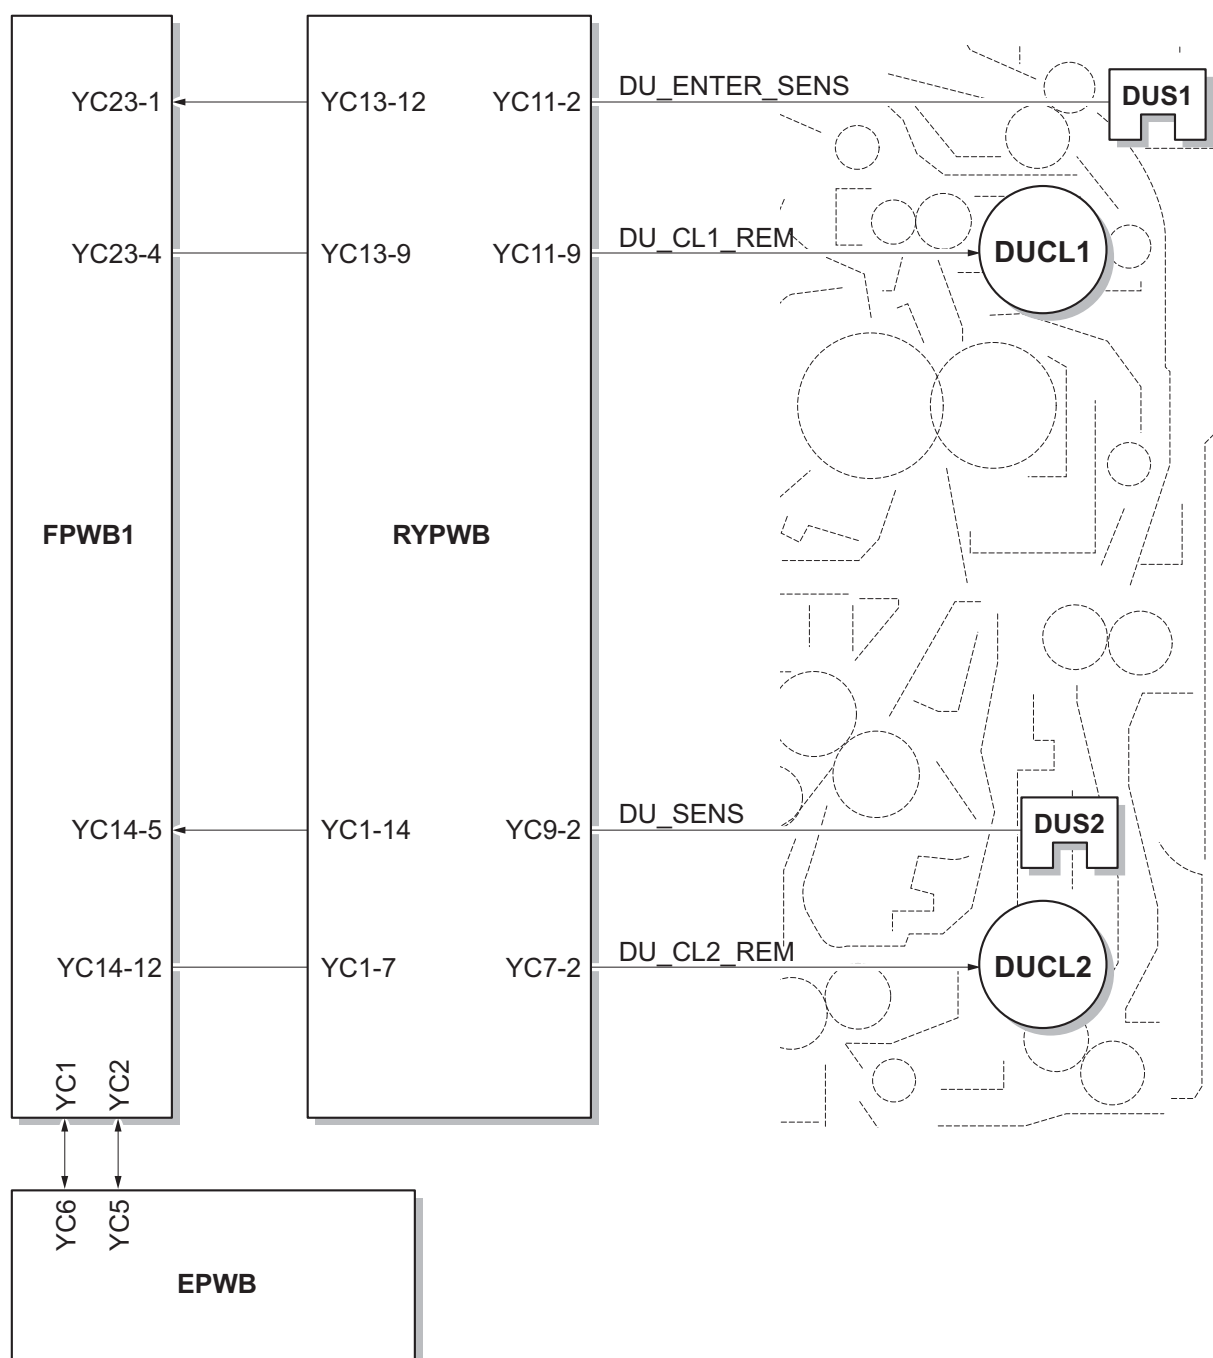 DU_ENTER_SENS
YC23-1 YC13-12 YC11-2 DUS1
DU_CL1_REM
YC23-4 YC13-9 YC11-9 DUCL1
FPWB1 RYPWB
DU_SENS
YC14-5 YC1-14 YC9-2 DUS2
DU_CL2_REM
YC14-12 YC1-7 YC7-2 DUCL2
YC1 YC2
YC6 YC5
EPWB